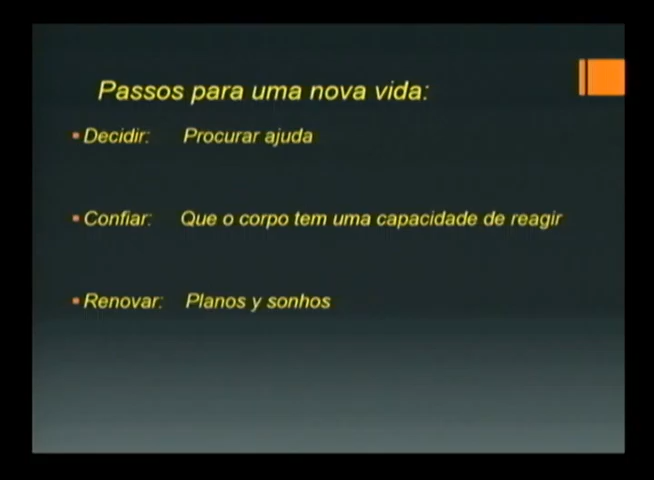 Passos para uma nova vida:
Decidir: Procurar ajuda
Confiar: Que o corpo tem uma capacidade de reagir
Renovar: Planos y sonhos